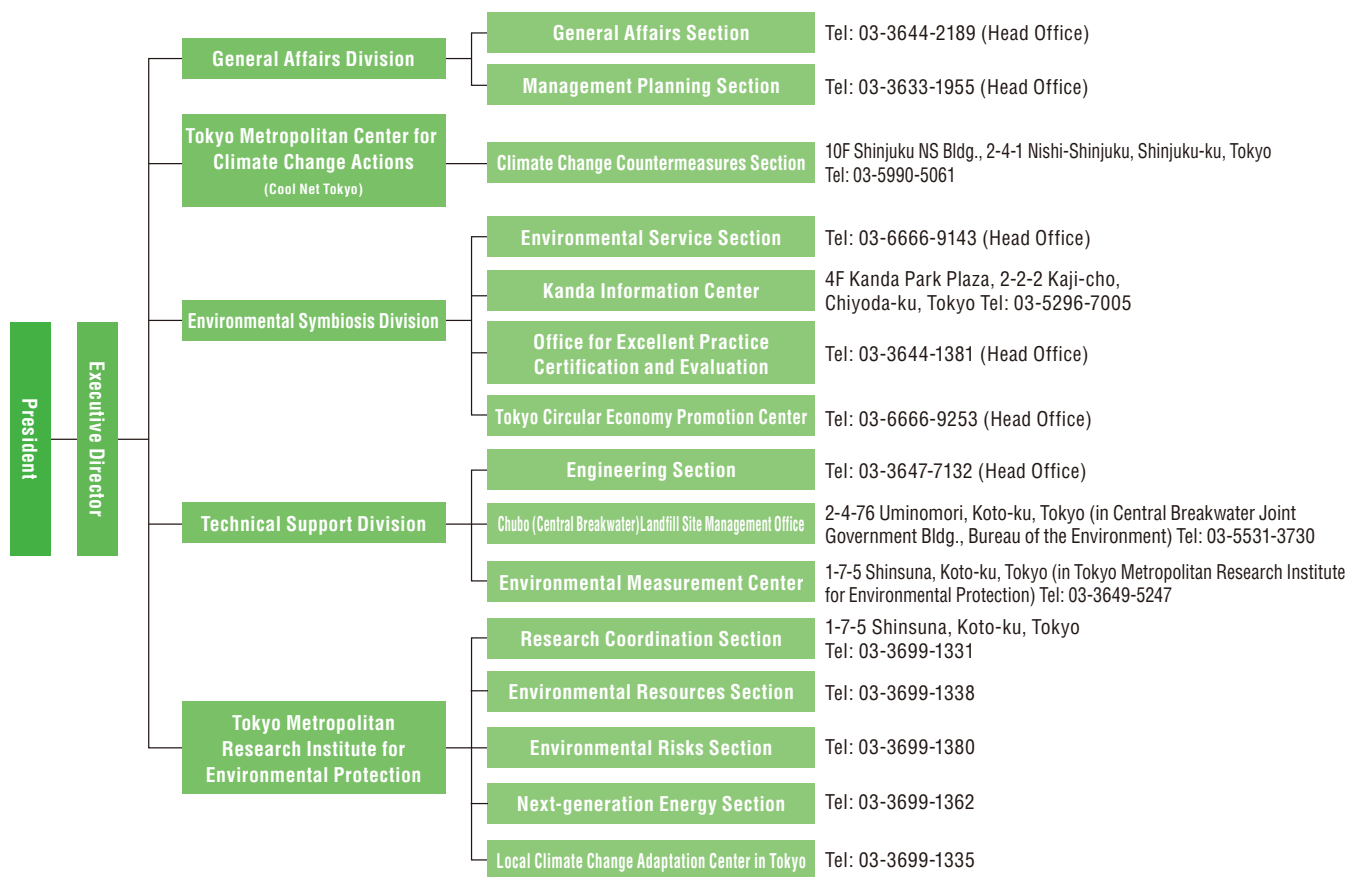 President
Executive Director
General Affairs Division
General Affairs Section
Tel: 03-3644-2189 (Head Office)
Management Planning Section
Tel: 03-3633-1955 (Head Office)
Tokyo Metropolitan Center for
Climate Change Actions
(Cool Net Tokyo)
Climate Change Countermeasures Section
10F Shinjuku NS Bldg., 2-4-1 Nishi-Shinjuku, Shinjuku-ku, Tokyo
Tel: 03-5990-5061
Environmental Symbiosis Division
Environmental Service Section
Tel: 03-6666-9143 (Head Office)
Kanda Information Center
4F Kanda Park Plaza, 2-2-2 Kaji-cho,
Chiyoda-ku, Tokyo Tel: 03-5296-7005
Office for Excellent Practice
Certification and Evaluation
Tel: 03-3644-1381 (Head Office)
Tokyo Circular Economy Promotion Center
Tel: 03-6666-9253 (Head Office)
Technical Support Division
Engineering Section
Tel: 03-3647-7132 (Head Office)
Chubo (Central Breakwater)Landfill Site Management Office
2-4-76 Uminomori, Koto-ku, Tokyo (in Central Breakwater Joint
Government Bldg., Bureau of the Environment) Tel: 03-5531-3730
Environmental Measurement Center
1-7-5 Shinsuna, Koto-ku, Tokyo (in Tokyo Metropolitan Research Institute
for Environmental Protection) Tel: 03-3649-5247
Tokyo Metropolitan
Research Institute for
Environmental Protection
Research Coordination Section
1-7-5 Shinsuna, Koto-ku, Tokyo
Tel: 03-3699-1331
Environmental Resources Section
Tel: 03-3699-1338
Environmental Risks Section
Tel: 03-3699-1380
Next-generation Energy Section
Tel: 03-3699-1362
Local Climate Change Adaptation Center in Tokyo
Tel: 03-3699-1335